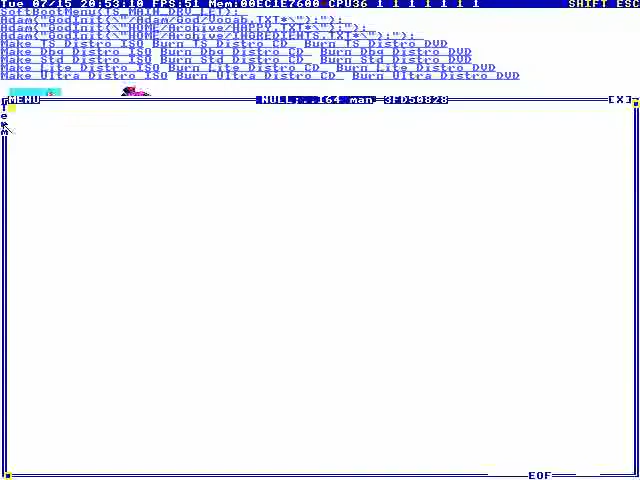 Tue 07/15 20:53:10 FPS:51 Mem:00EC1E7600 CPU36 1 1 1 1 1 1 1 SHIFT ESC
SoftBootMenu(TS_MAIN_DRV_LET);
Adam("GodInit(\"/Adam/God/Vocab.TXT*\");");
Adam("GodInit(\"HOME/Archive/HAPPY.TXT*\");");
Adam("GodInit(\"HOME/Archive/INGREDIENTS.TXT*\");");
Make TS Distro ISO Burn TS Distro CD Burn TS Distro DVD
Make Dbg Distro ISO Burn Dbg Distro CD Burn Dbg Distro DVD
Make Std Distro ISO Burn Std Distro CD Burn Std Distro DVD
Make Lite Distro ISO Burn Lite Distro CD Burn Lite Distro DVD
Make Ultra Distro ISO Burn Ultra Distro CD Burn Ultra Distro DVD
MENU 3FD50828 [X]
EOF